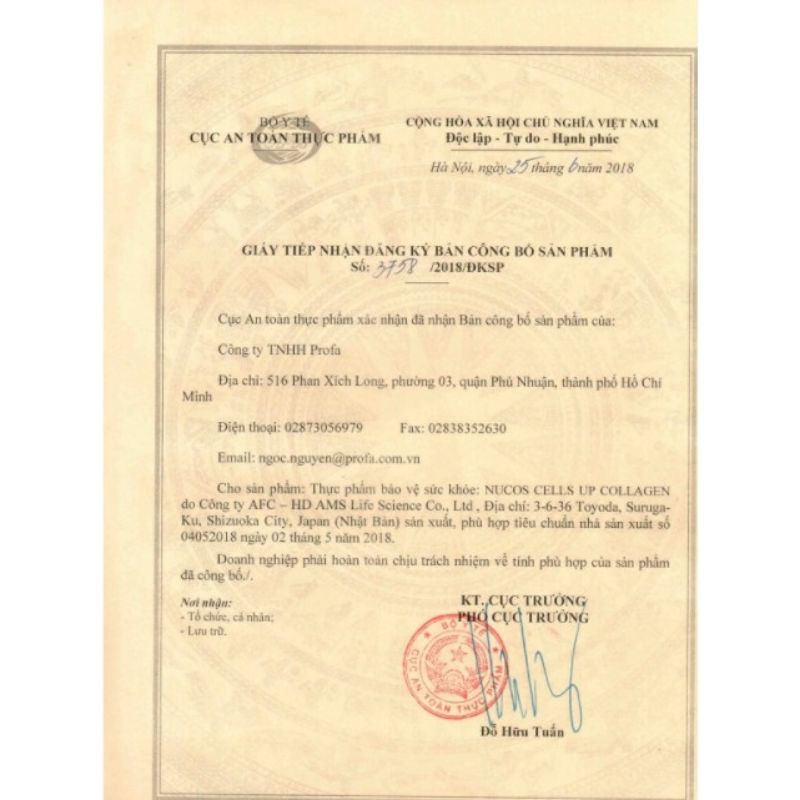 BỘ Y TẾ
CỤC AN TOÀN THỰC PHẨM
CỘNG HÒA XÃ HỘI CHỦ NGHĨA VIỆT NAM
Độc lập - Tự do - Hạnh phúc
Hà Nội, ngày 25 tháng 6 năm 2018
GIẤY TIẾP NHẬN ĐĂNG KÝ BẢN CÔNG BỐ SẢN PHẨM
Số: 3758 /2018/ĐKSP
Cục An toàn thực phẩm xác nhận đã nhận Bản công bố sản phẩm của:
Công ty TNHH Profa
Địa chỉ: 516 Phan Xích Long, phường 03, quận Phú Nhuận, thành phố Hồ Chí
Minh
Điện thoại: 02873056979 Fax: 02838352630
Email: ngoc.nguyen@profa.com.vn
Cho sản phẩm: Thực phẩm bảo vệ sức khỏe: NUCOS CELLS UP COLLAGEN
do Công ty AFC – HD AMS Life Science Co., Ltd , Địa chỉ: 3-6-36 Toyoda, Suruga-
Ku, Shizuoka City, Japan (Nhật Bản) sản xuất, phù hợp tiêu chuẩn nhà sản xuất số
04052018 ngày 02 tháng 5 năm 2018.
Doanh nghiệp phải hoàn toàn chịu trách nhiệm về tính phù hợp của sản phẩm
đã công bố./.
Nơi nhận:
- Tổ chức, cá nhân;
- Lưu trữ.
KT. CỤC TRƯỞNG
PHÓ CỤC TRƯỞNG
BỘ Y TẾ
CỤC AN TOÀN THỰC PHẨM
Đỗ Hữu Tuấn